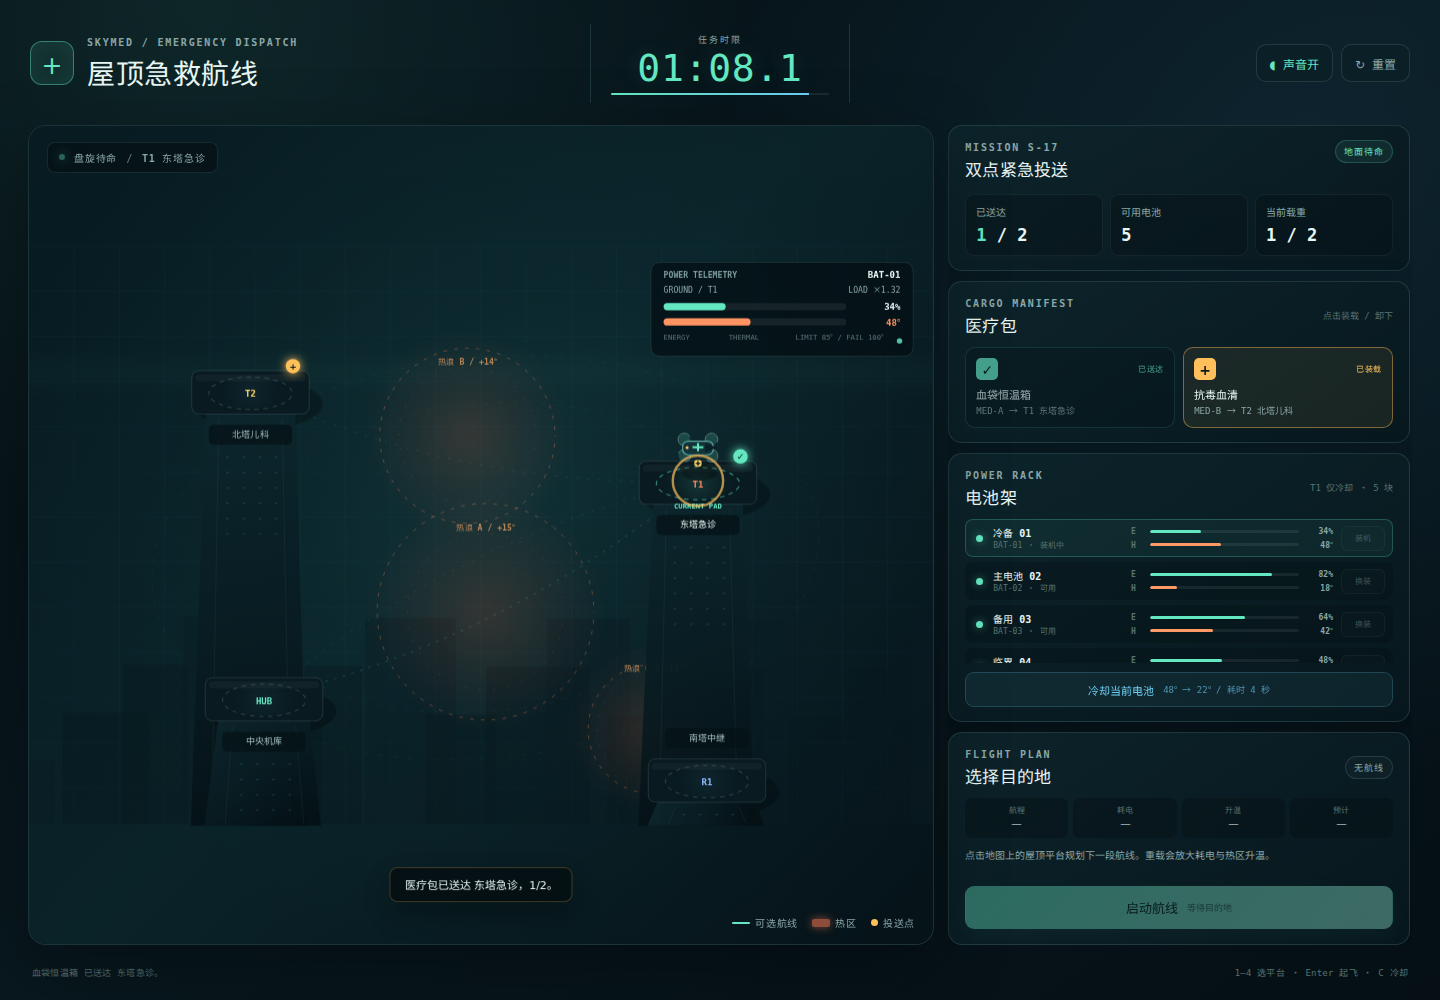 SKYMED / EMERGENCY DISPATCH
屋顶急救航线
任务时限
01:08.1
声音开
↻ 重置
盘旋待命 / T1 东塔急诊
POWER TELEMETRY BAT-01
GROUND / T1 LOAD ×1.32
34%
48°
ENERGY THERMAL LIMIT 85° / FAIL 100°
热浪 B / +14°
T2
北塔儿科
T1
CURRENT PAD
东塔急诊
热浪 A / +15°
热浪
HUB
中央机库
南塔中继
R1
医疗包已送达 东塔急诊，1/2。
可选航线 热区 投送点
MISSION S-17
双点紧急投送
地面待命
已送达
1 / 2
可用电池
5
当前载重
1 / 2
CARGO MANIFEST
医疗包
点击装载 / 卸下
✓ 已送达
血袋恒温箱
MED-A → T1 东塔急诊
+ 已装载
抗毒血清
MED-B → T2 北塔儿科
POWER RACK
电池架
T1 仅冷却 · 5 块
冷备 01 E 34%
BAT-01 · 装机中 H 48°
装机
主电池 02 E 82%
BAT-02 · 可用 H 18°
换装
备用 03 E 64%
BAT-03 · 可用 H 42°
换装
临界 04 E 48%
冷却当前电池 48° → 22° / 耗时 4 秒
FLIGHT PLAN
选择目的地
无航线
航程 耗电 升温 预计
— — — —
点击地图上的屋顶平台规划下一段航线。重载会放大耗电与热区升温。
启动航线 等待目的地
血袋恒温箱 已送达 东塔急诊。
1–4 选平台 · Enter 起飞 · C 冷却